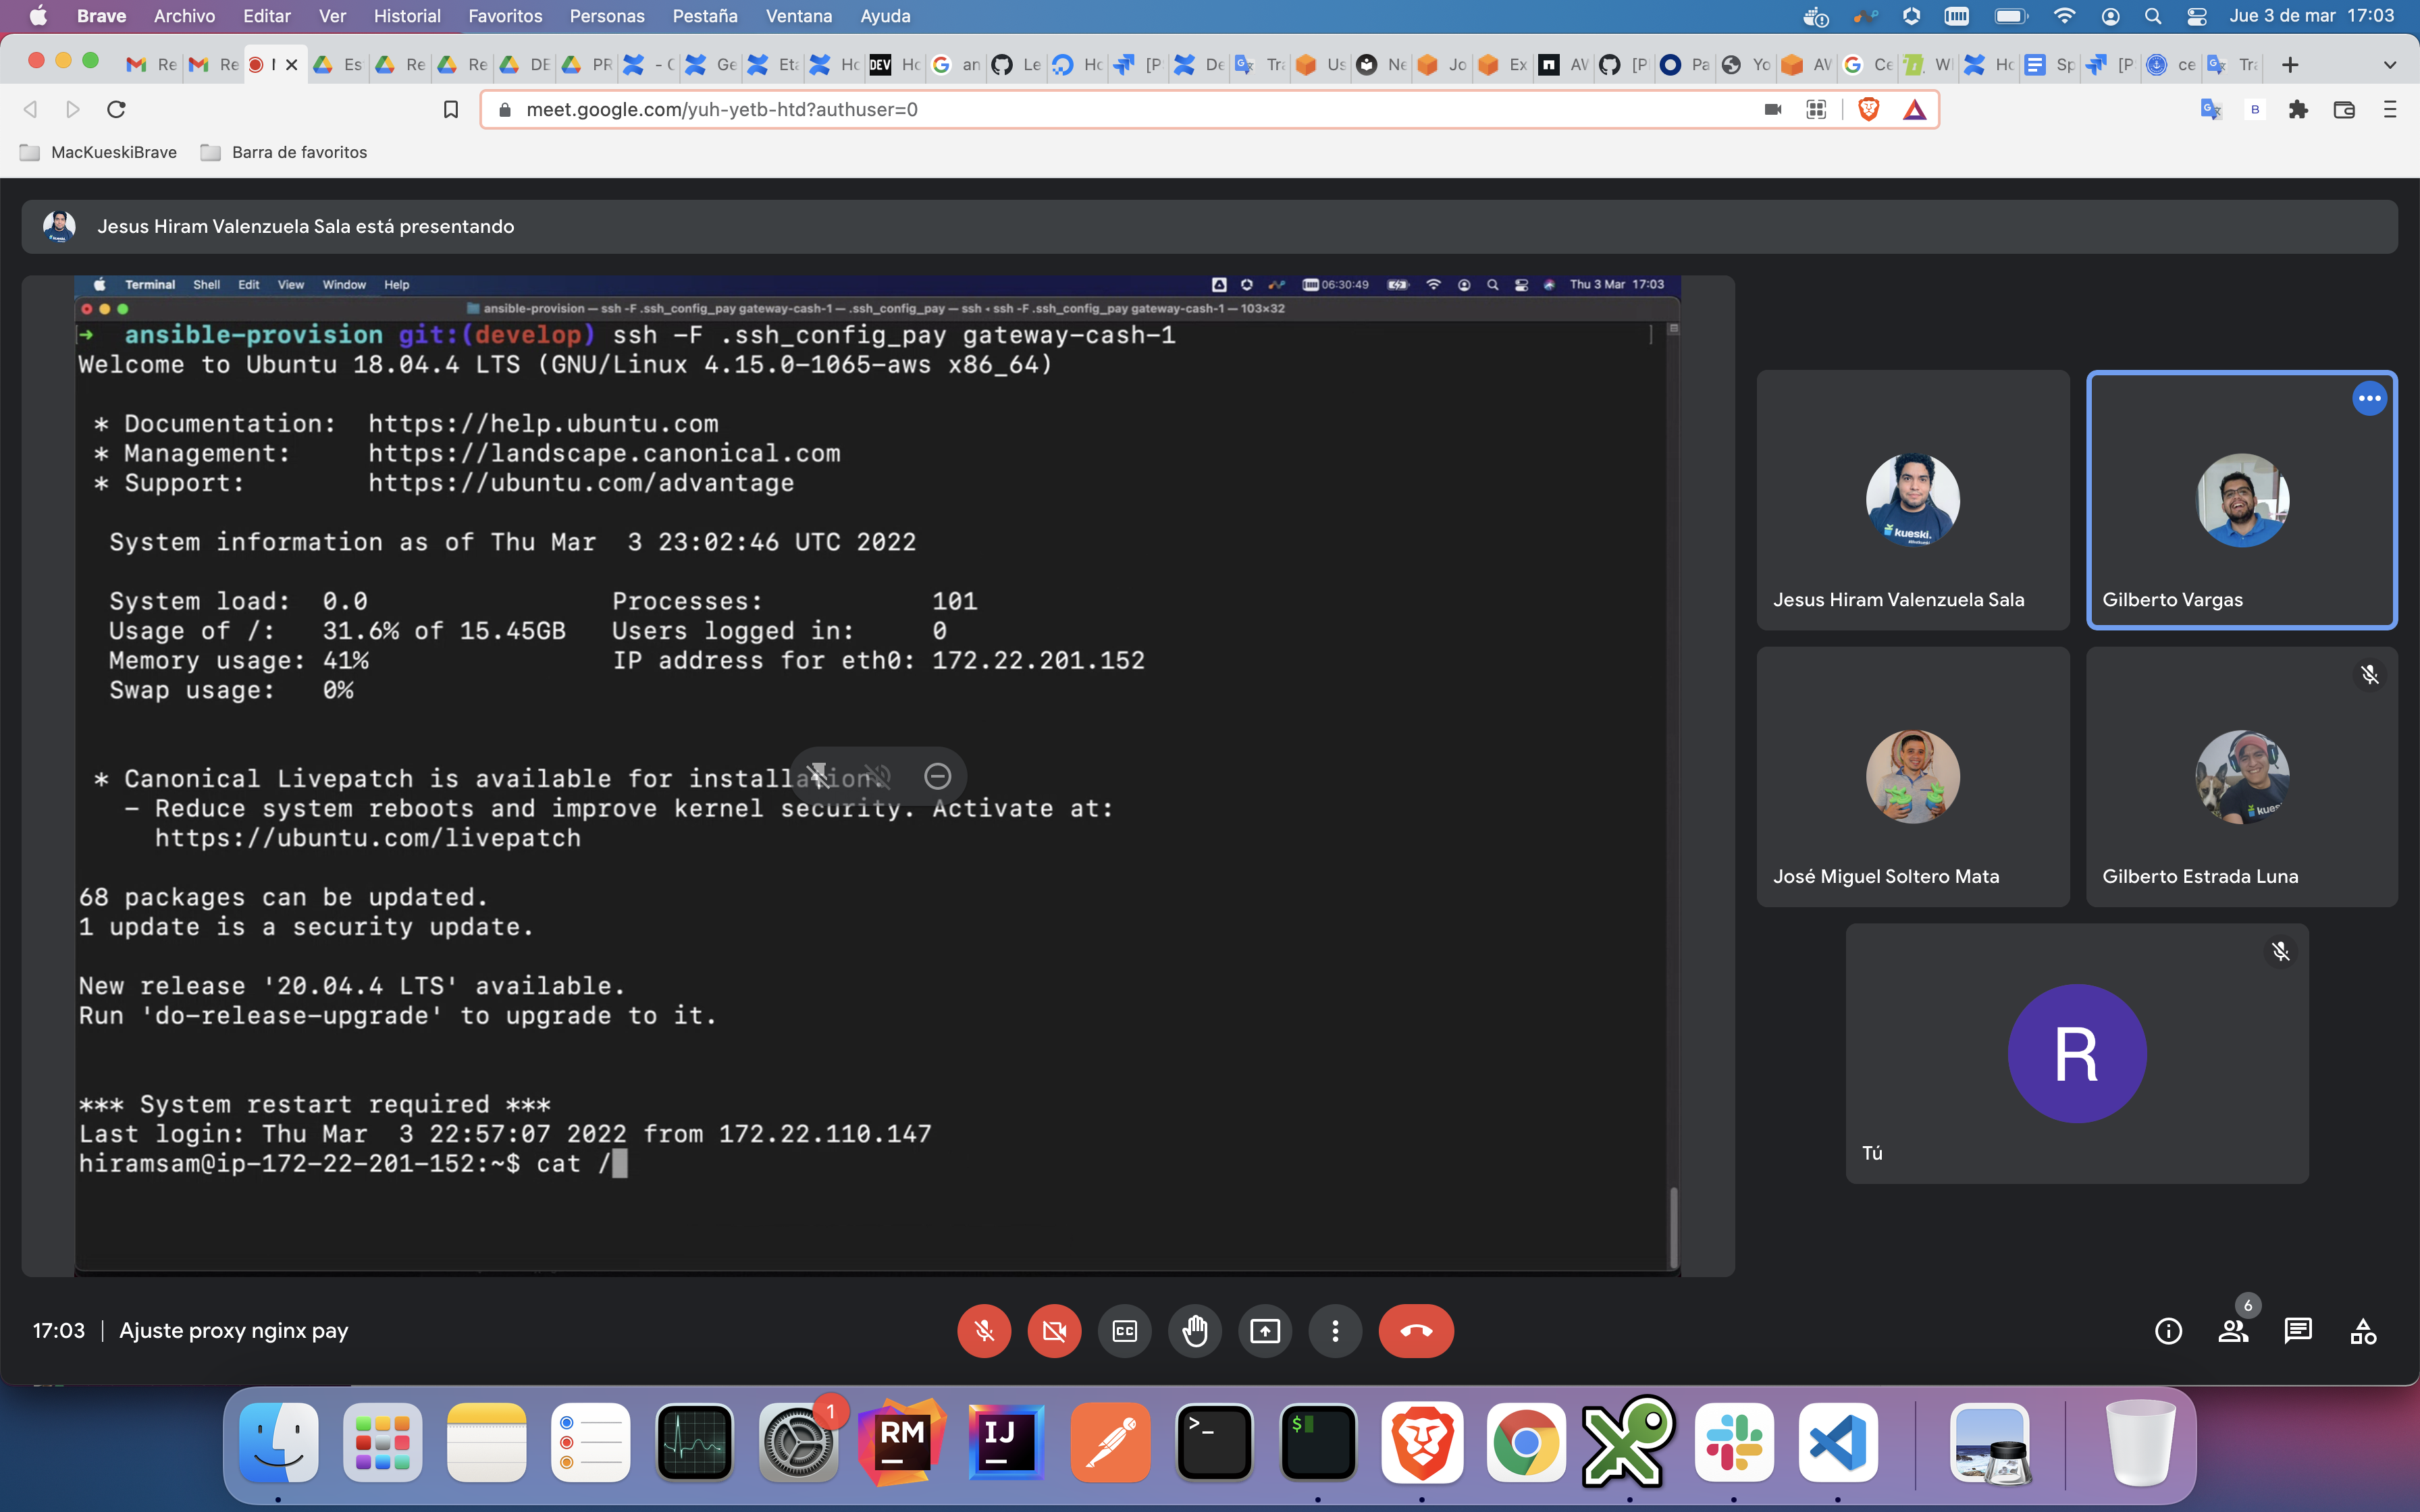 Brave Archivo Editar Ver Historial Favoritos Personas Pestaña Ventana Ayuda Jue 3 de mar 17:03
Re Re Es Re Re DE PR - C Ge Eta Ho DEV Ho an Le Ho [P De Tra Us Ne Jo Ex AV [P Pa Yo AV Ce W Ho Sp [P ce Tra
meet.google.com/yuh-yetb-htd?authuser=0
MacKueskiBrave Barra de favoritos
Jesus Hiram Valenzuela Sala está presentando
Terminal Shell Edit View Window Help 06:30:49 Thu 3 Mar 17:03
ansible-provision — ssh -F .ssh_config_pay gateway-cash-1 — .ssh_config_pay — ssh ◂ ssh -F .ssh_config_pay gateway-cash-1 — 103×32
→ ansible-provision git:(develop) ssh -F .ssh_config_pay gateway-cash-1
Welcome to Ubuntu 18.04.4 LTS (GNU/Linux 4.15.0-1065-aws x86_64)
* Documentation: https://help.ubuntu.com
* Management: https://landscape.canonical.com
* Support: https://ubuntu.com/advantage
System information as of Thu Mar 3 23:02:46 UTC 2022
System load: 0.0 Processes: 101
Usage of /: 31.6% of 15.45GB Users logged in: 0
Memory usage: 41% IP address for eth0: 172.22.201.152
Swap usage: 0%
* Canonical Livepatch is available for installation.
- Reduce system reboots and improve kernel security. Activate at:
https://ubuntu.com/livepatch
68 packages can be updated.
1 update is a security update.
New release '20.04.4 LTS' available.
Run 'do-release-upgrade' to upgrade to it.
*** System restart required ***
Last login: Thu Mar 3 22:57:07 2022 from 172.22.110.147
hiramsam@ip-172-22-201-152:~$ cat /
kueski.
Jesus Hiram Valenzuela Sala
Gilberto Vargas
José Miguel Soltero Mata
Gilberto Estrada Luna
R
Tú
17:03 | Ajuste proxy nginx pay
CC
6
1
RM
IJ
>_
$